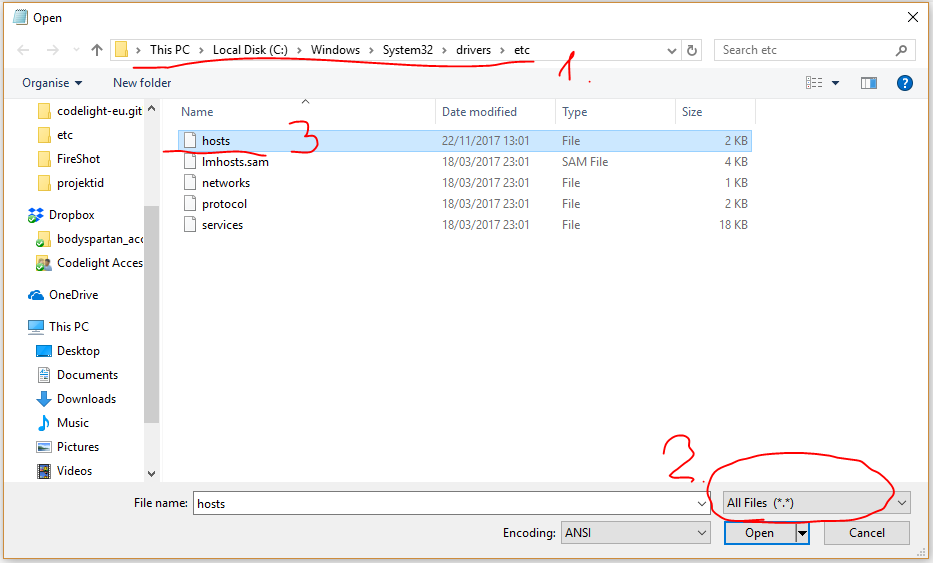 Open
This PC > Local Disk (C:) > Windows > System32 > drivers > etc
Search etc
1.
Organise
New folder
?
codelight-eu.git
etc
FireShot
projektid
Dropbox
bodyspartan_acc
Codelight Acces
OneDrive
This PC
Desktop
Documents
Downloads
Music
Pictures
Videos
Name Date modified Type Size
hosts 22/11/2017 13:01 File 2 KB
3
lmhosts.sam 18/03/2017 23:01 SAM File 4 KB
networks 18/03/2017 23:01 File 1 KB
protocol 18/03/2017 23:01 File 2 KB
services 18/03/2017 23:01 File 18 KB
2.
File name: hosts
All Files (*.*)
Encoding: ANSI
Open
Cancel